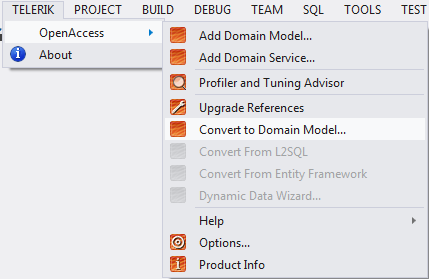 TELERIK PROJECT BUILD DEBUG TEAM SQL TOOLS TEST
OpenAccess
About
Add Domain Model...
Add Domain Service...
Profiler and Tuning Advisor
Upgrade References
Convert to Domain Model...
Convert From L2SQL
Convert From Entity Framework
Dynamic Data Wizard...
Help
Options...
Product Info